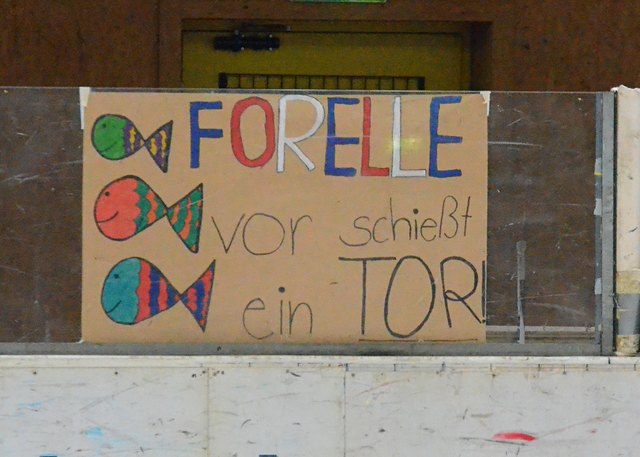 FORELLE
vor schießt
ein TOR!